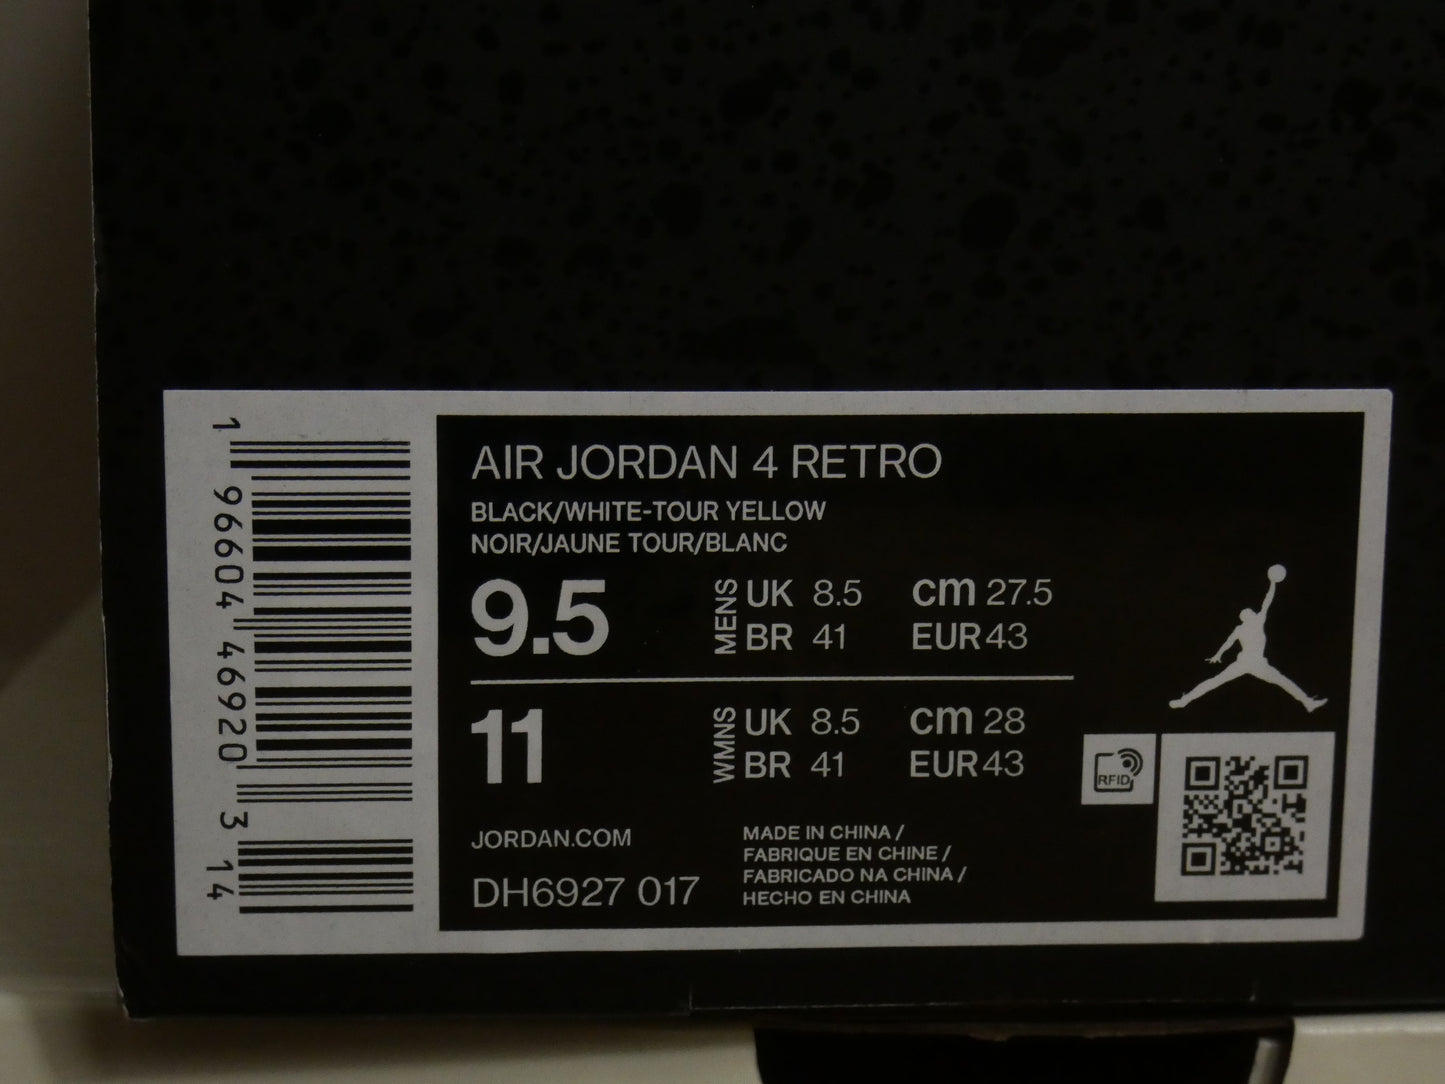 AIR JORDAN 4 RETRO
BLACK/WHITE-TOUR YELLOW
NOIR/JAUNE TOUR/BLANC
9.5
MENS
UK 8.5 cm 27.5
BR 41 EUR 43
11
WMNS
UK 8.5 cm 28
BR 41 EUR 43
JORDAN.COM
DH6927 017
MADE IN CHINA /
FABRIQUE EN CHINE /
FABRICADO NA CHINA /
HECHO EN CHINA
RFID
1 96604 46920 3 14